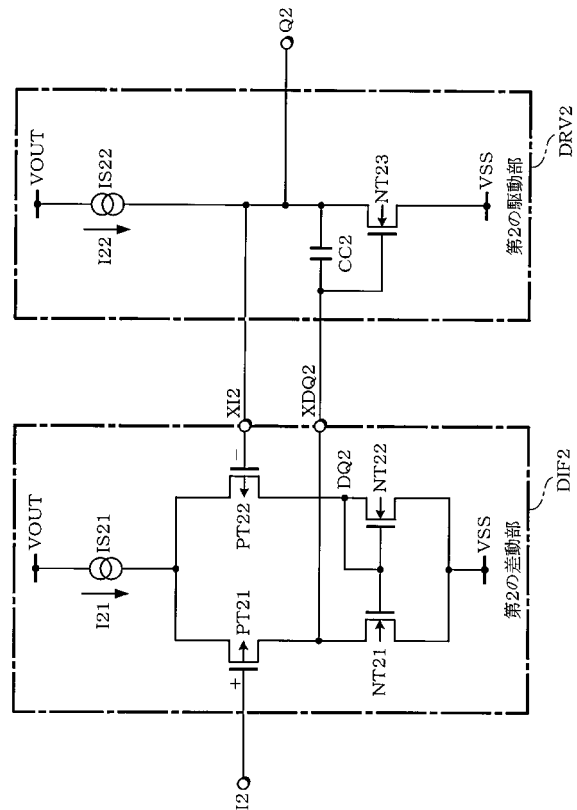 VOUT
I21
IS21
PT21
+
PT22
−
XI2
I2
XDQ2
DQ2
NT21
NT22
VSS
第2の差動部
DIF2
VOUT
I22
IS22
Q2
CC2
NT23
VSS
第2の駆動部
DRV2